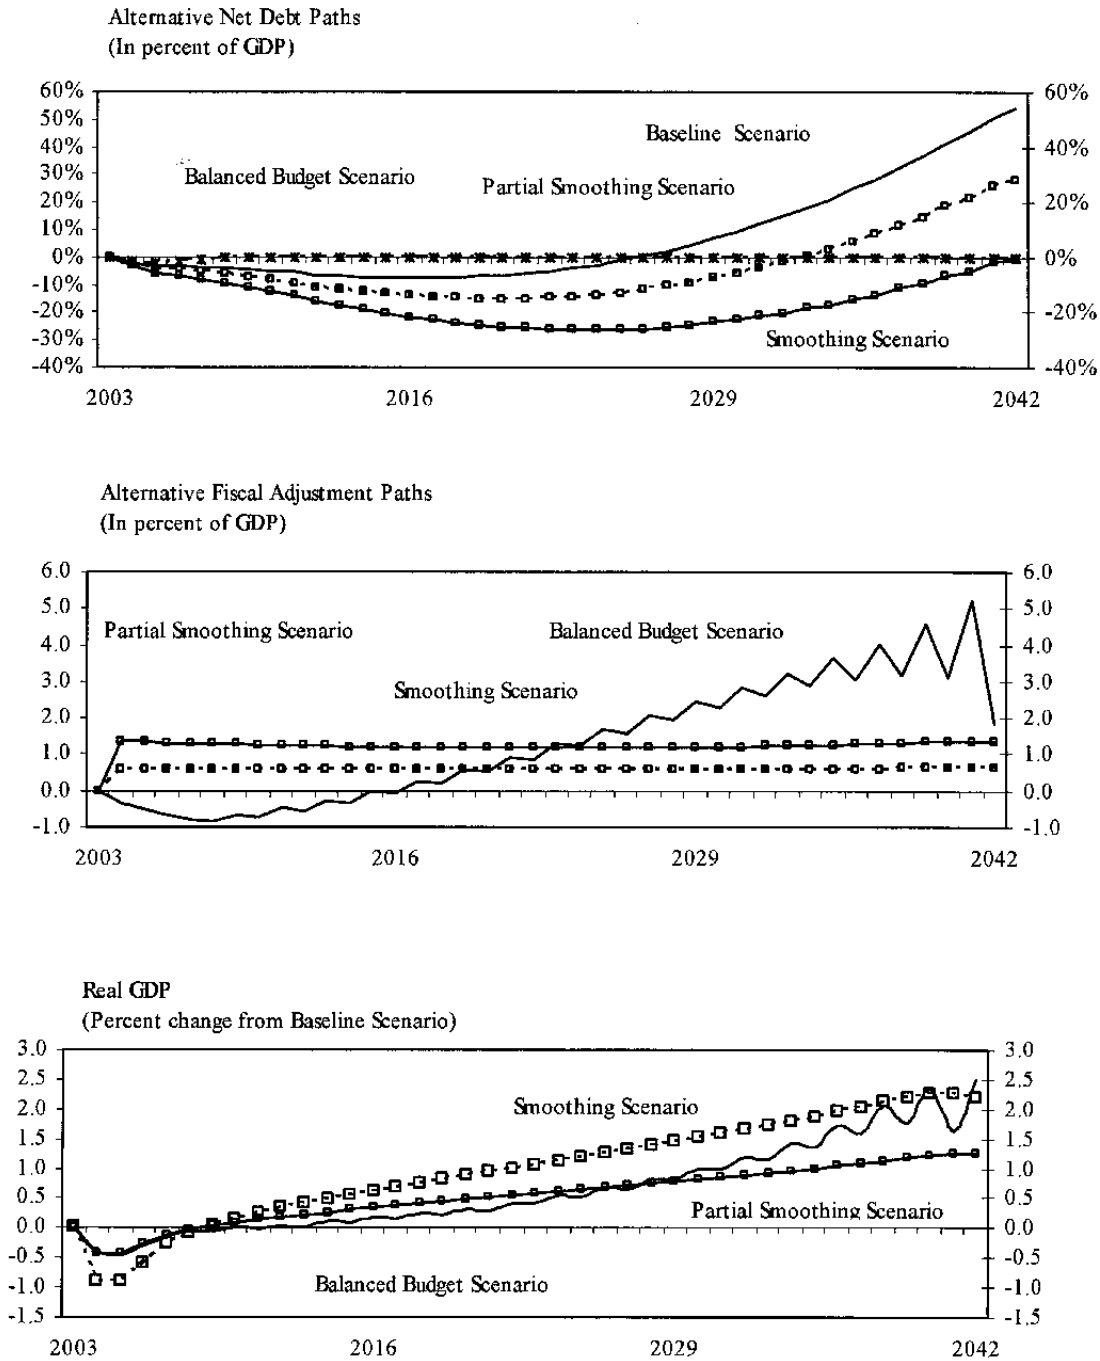 Alternative Net Debt Paths
(In percent of GDP)
60% 60%
50%
40% 40%
30%
20% 20%
10%
0% 0%
-10%
-20% -20%
-30%
-40% -40%
Baseline Scenario
Balanced Budget Scenario
Partial Smoothing Scenario
Smoothing Scenario
2003 2016 2029 2042
Alternative Fiscal Adjustment Paths
(In percent of GDP)
6.0 6.0
5.0 5.0
4.0 4.0
3.0 3.0
2.0 2.0
1.0 1.0
0.0 0.0
-1.0 -1.0
Partial Smoothing Scenario
Balanced Budget Scenario
Smoothing Scenario
2003 2016 2029 2042
Real GDP
(Percent change from Baseline Scenario)
3.0 3.0
2.5 2.5
2.0 2.0
1.5 1.5
1.0 1.0
0.5 0.5
0.0 0.0
-0.5 -0.5
-1.0 -1.0
-1.5 -1.5
Smoothing Scenario
Partial Smoothing Scenario
Balanced Budget Scenario
2003 2016 2029 2042